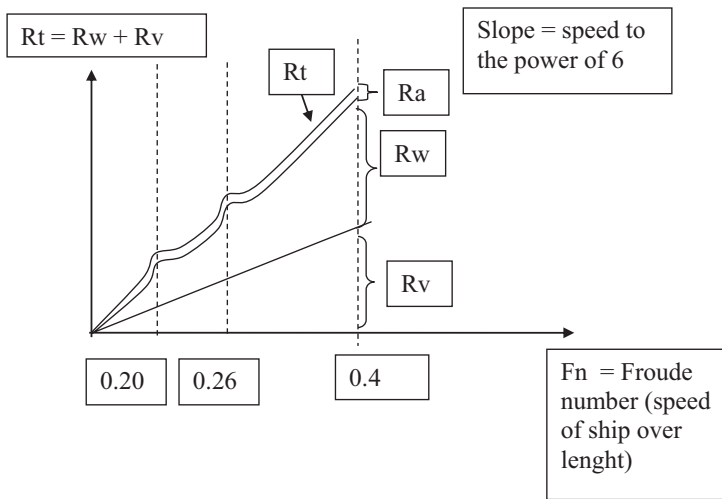 Rt = Rw + Rv
Slope = speed to
the power of 6
Rt
Ra
Rw
Rv
0.20
0.26
0.4
Fn = Froude
number (speed
of ship over
lenght)